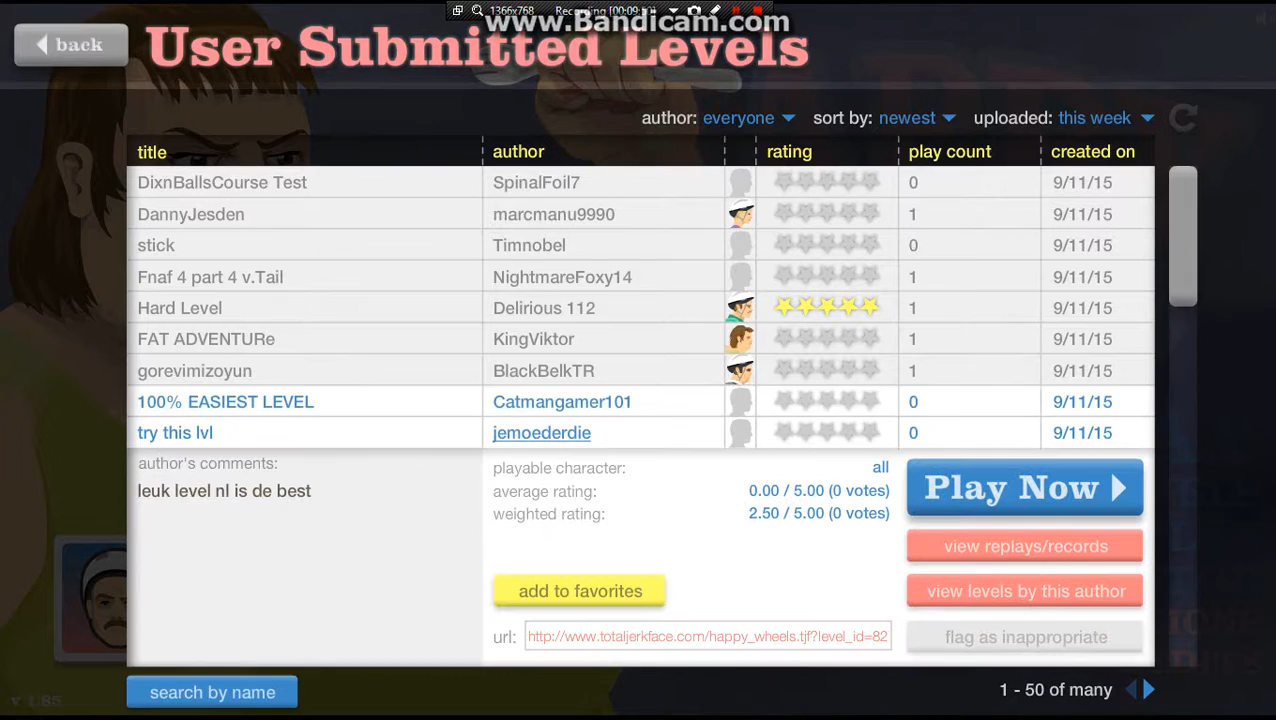 1366x768 Recording [00:09:10]
www.Bandicam.com
back User Submitted Levels
author: everyone sort by: newest uploaded: this week
title author rating play count created on
DixnBallsCourse Test SpinalFoil7 0 9/11/15
DannyJesden marcmanu9990 1 9/11/15
stick Timnobel 0 9/11/15
Fnaf 4 part 4 v.Tail NightmareFoxy14 1 9/11/15
Hard Level Delirious 112 1 9/11/15
FAT ADVENTURe KingViktor 1 9/11/15
gorevimizoyun BlackBelkTR 1 9/11/15
100% EASIEST LEVEL Catmangamer101 0 9/11/15
try this lvl jemoederdie 0 9/11/15
author's comments:
leuk level nl is de best
playable character: all
average rating: 0.00 / 5.00 (0 votes)
weighted rating: 2.50 / 5.00 (0 votes)
add to favorites
url: http://www.totaljerkface.com/happy_wheels.tjf?level_id=82
Play Now
view replays/records
view levels by this author
flag as inappropriate
search by name
1 - 50 of many
v 1.85